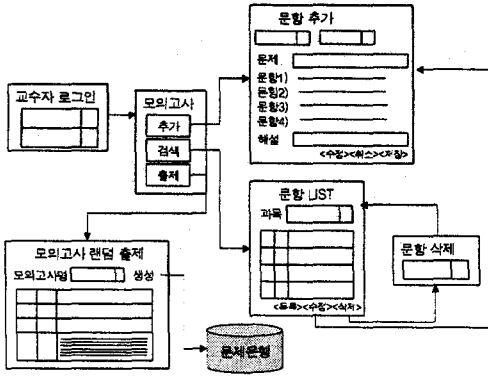 문항 추가
문제
문항1)
문항2)
문항3)
문항4)
해설
<수정><취소><저장>
교수자 로그인
모의고사
추가
검색
출제
문항 LIST
과목
<등록><수정><삭제>
문항 삭제
모의고사 랜덤 출제
모의고사명 생성
문제은행